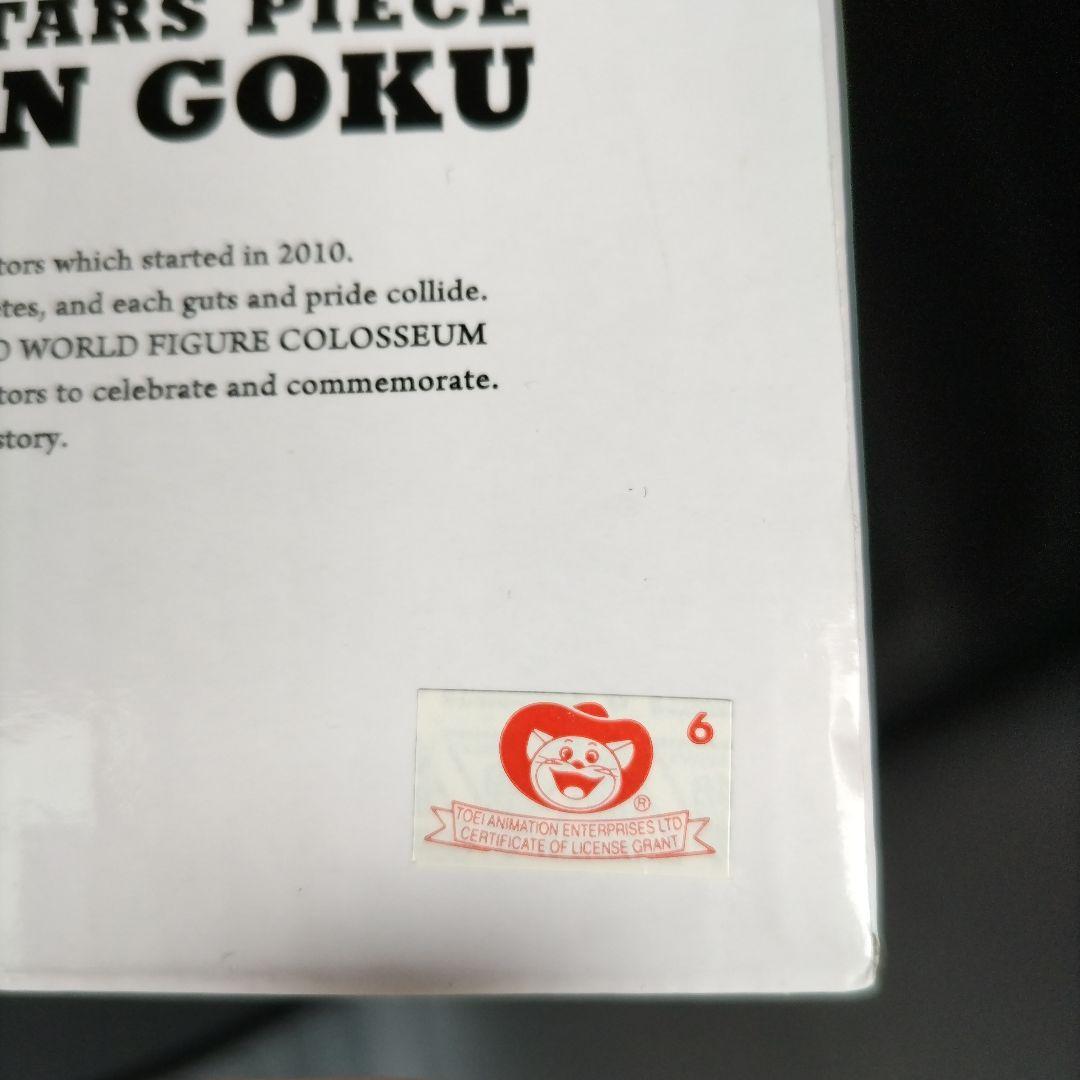 TARS PIECE
N GOKU
tors which started in 2010.
etes, and each guts and pride collide.
D WORLD FIGURE COLOSSEUM
tors to celebrate and commemorate.
story.
6
®
TOEI ANIMATION ENTERPRISES LTD
CERTIFICATE OF LICENSE GRANT